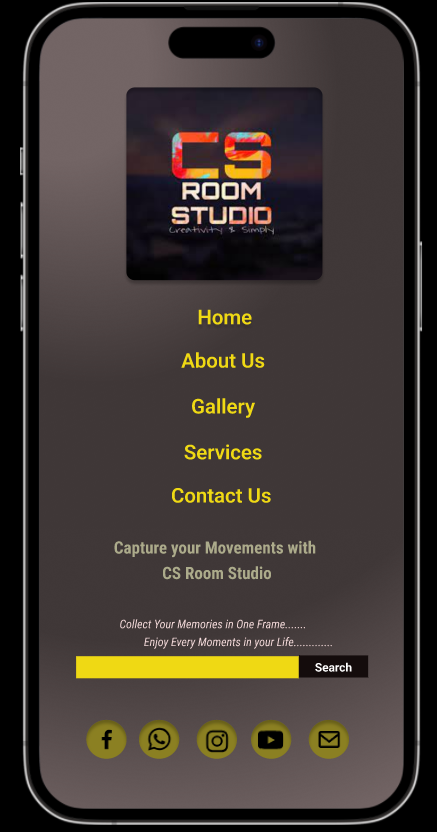 CS
ROOM
STUDIO
Creativity & Simply
Home
About Us
Gallery
Services
Contact Us
Capture your Movements with
CS Room Studio
Collect Your Memories in One Frame.......
Enjoy Every Moments in your Life.............
Search